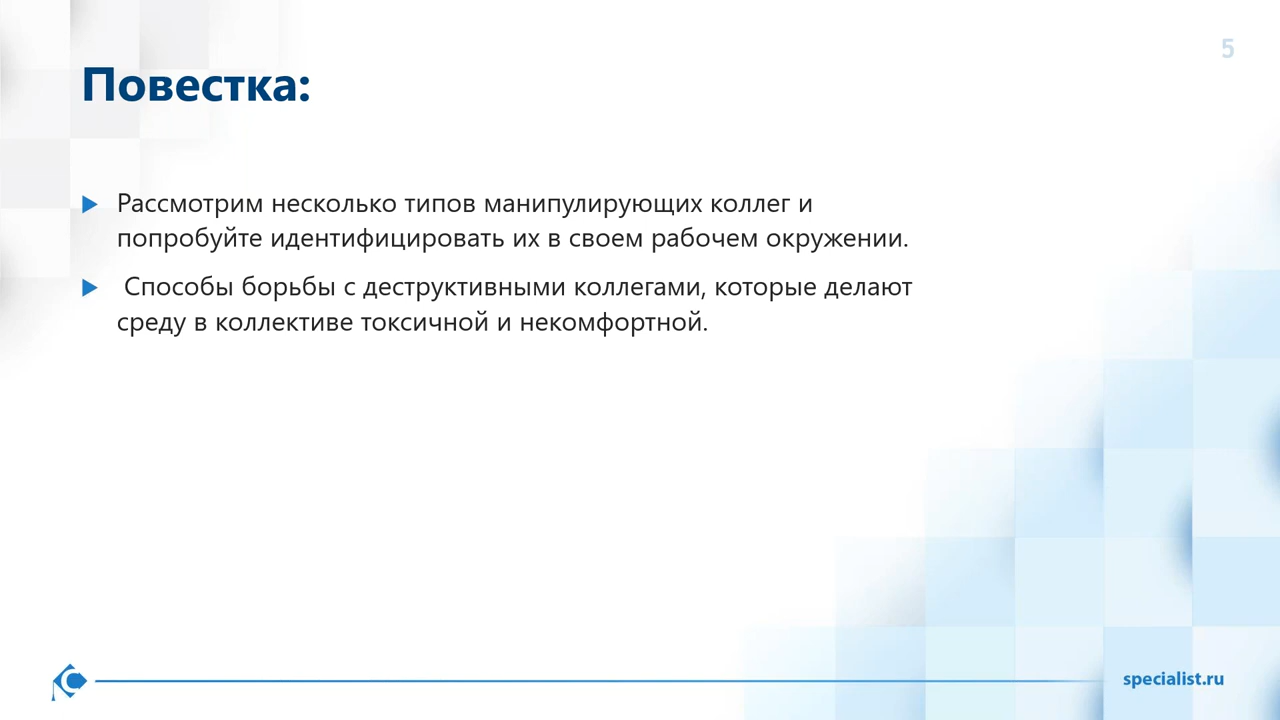 5
Повестка:
Рассмотрим несколько типов манипулирующих коллег и
попробуйте идентифицировать их в своем рабочем окружении.
Способы борьбы с деструктивными коллегами, которые делают
среду в коллективе токсичной и некомфортной.
specialist.ru